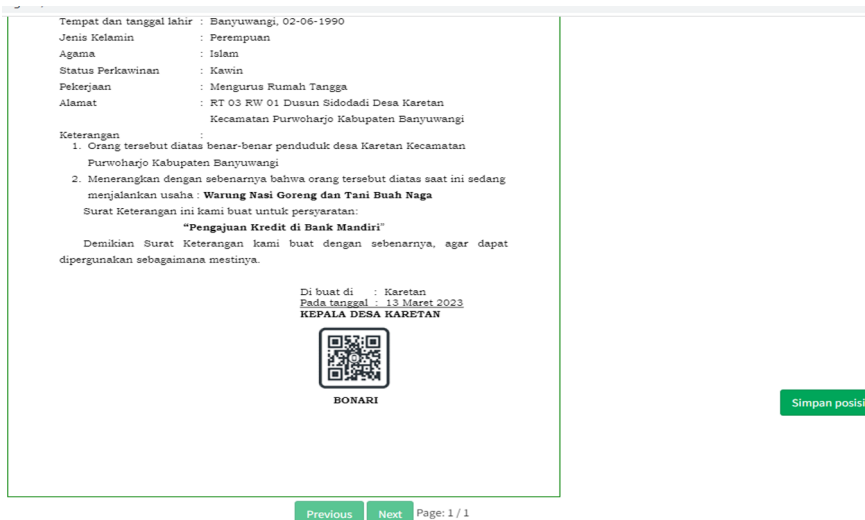 Tempat dan tanggal lahir : Banyuwangi, 02-06-1990
Jenis Kelamin : Perempuan
Agama : Islam
Status Perkawinan : Kawin
Pekerjaan : Mengurus Rumah Tangga
Alamat : RT 03 RW 01 Dusun Sidodadi Desa Karetan
Kecamatan Purwoharjo Kabupaten Banyuwangi
Keterangan :
1. Orang tersebut diatas benar-benar penduduk desa Karetan Kecamatan
Purwoharjo Kabupaten Banyuwangi
2. Menerangkan dengan sebenarnya bahwa orang tersebut diatas saat ini sedang
menjalankan usaha : Warung Nasi Goreng dan Tani Buah Naga
Surat Keterangan ini kami buat untuk persyaratan:
“Pengajuan Kredit di Bank Mandiri”
Demikian Surat Keterangan kami buat dengan sebenarnya, agar dapat
dipergunakan sebagaimana mestinya.
Di buat di : Karetan
Pada tanggal : 13 Maret 2023
KEPALA DESA KARETAN
BONARI
Simpan posisi
Previous Next Page: 1 / 1